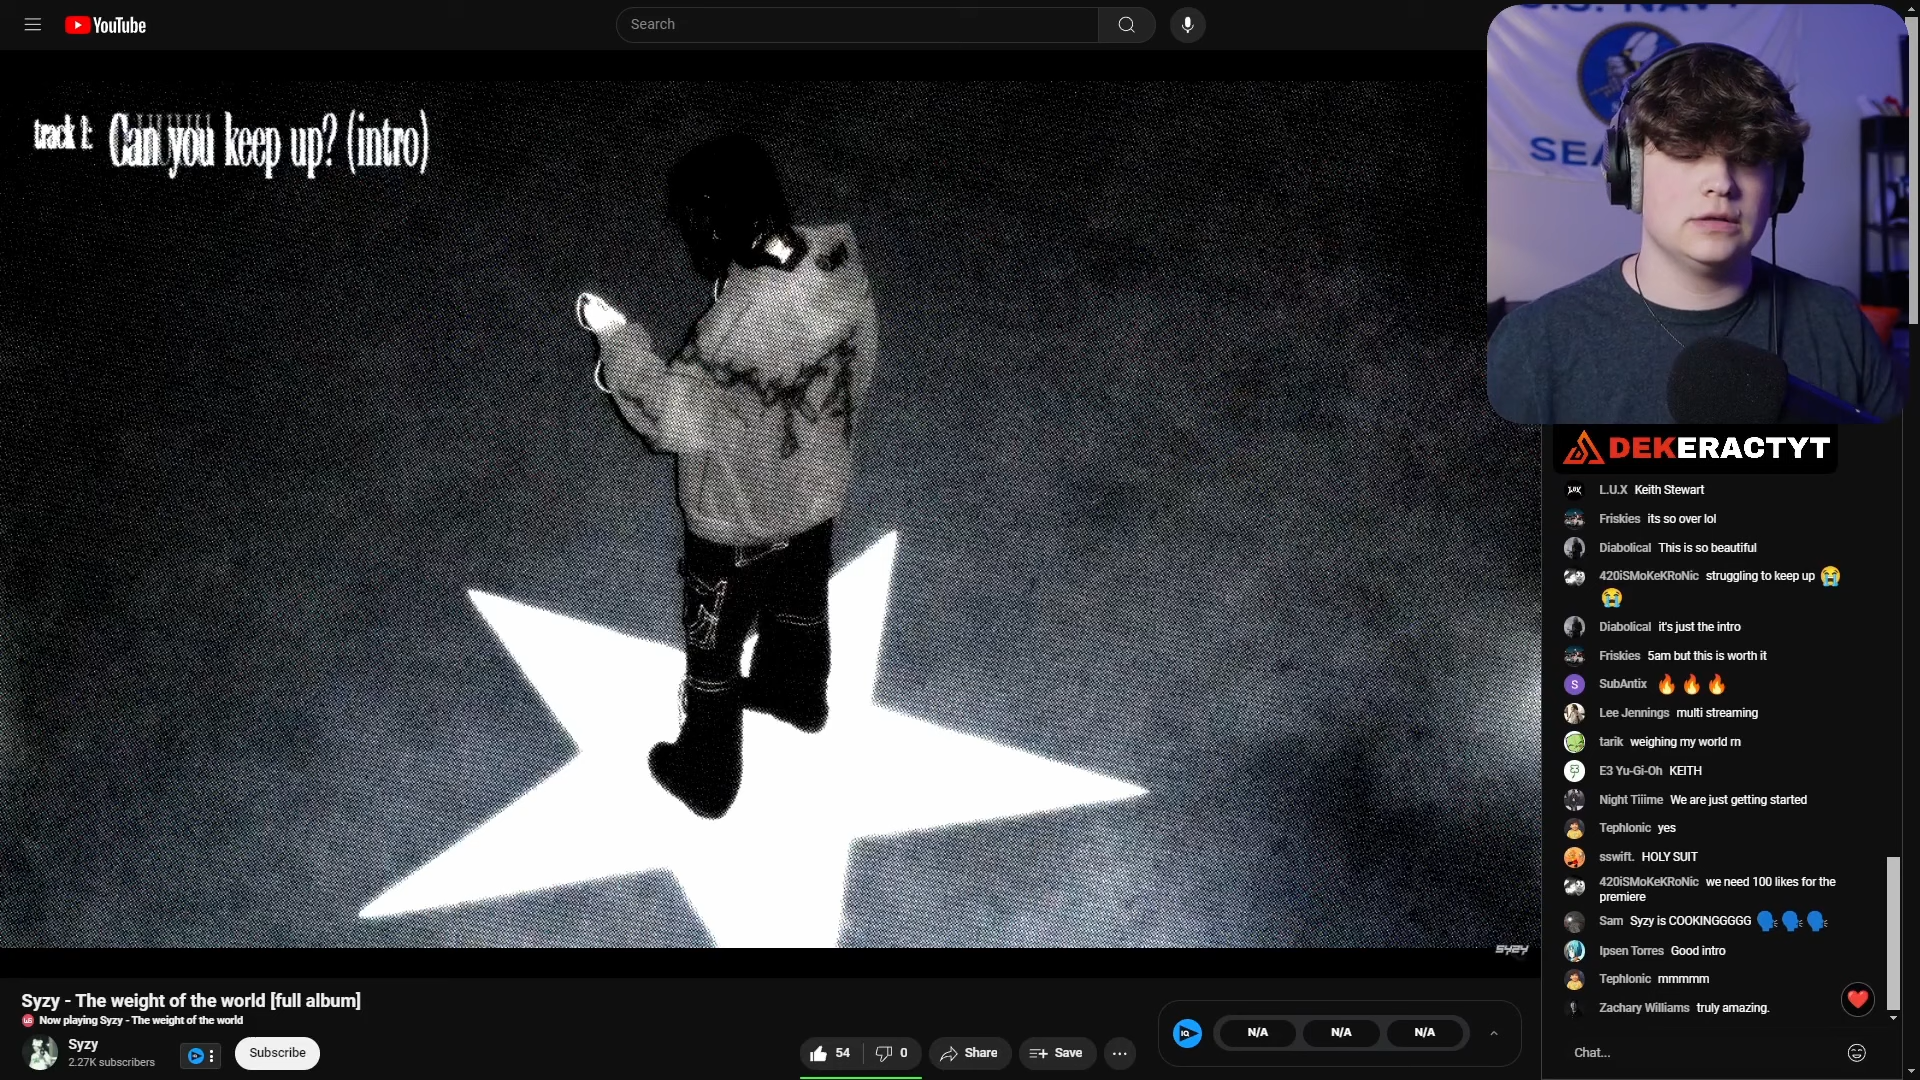 YouTube
Search
U.S. NAVY
SEA
track 1: Can you keep up? (intro)
DEKERACTYT
L.U.X Keith Stewart
Friskies its so over lol
Diabolical This is so beautiful
420iSMoKeKRoNic struggling to keep up 😭
😭
Diabolical it's just the intro
Friskies 5am but this is worth it
S SubAntix 🔥🔥🔥
Lee Jennings multi streaming
tarik weighing my world rn
E3 Yu-Gi-Oh KEITH
Night Tiiime We are just getting started
Tephlonic yes
sswift. HOLY SUIT
420iSMoKeKRoNic we need 100 likes for the
premiere
Sam Syzy is COOKINGGGGG 🗣️🗣️🗣️
Ipsen Torres Good intro
Tephlonic mmmmm
Zachary Williams truly amazing.
Chat...
SYZY
Syzy - The weight of the world [full album]
Now playing Syzy - The weight of the world
Syzy
2.27K subscribers
Subscribe
54
0
Share
Save
IQ
N/A
N/A
N/A